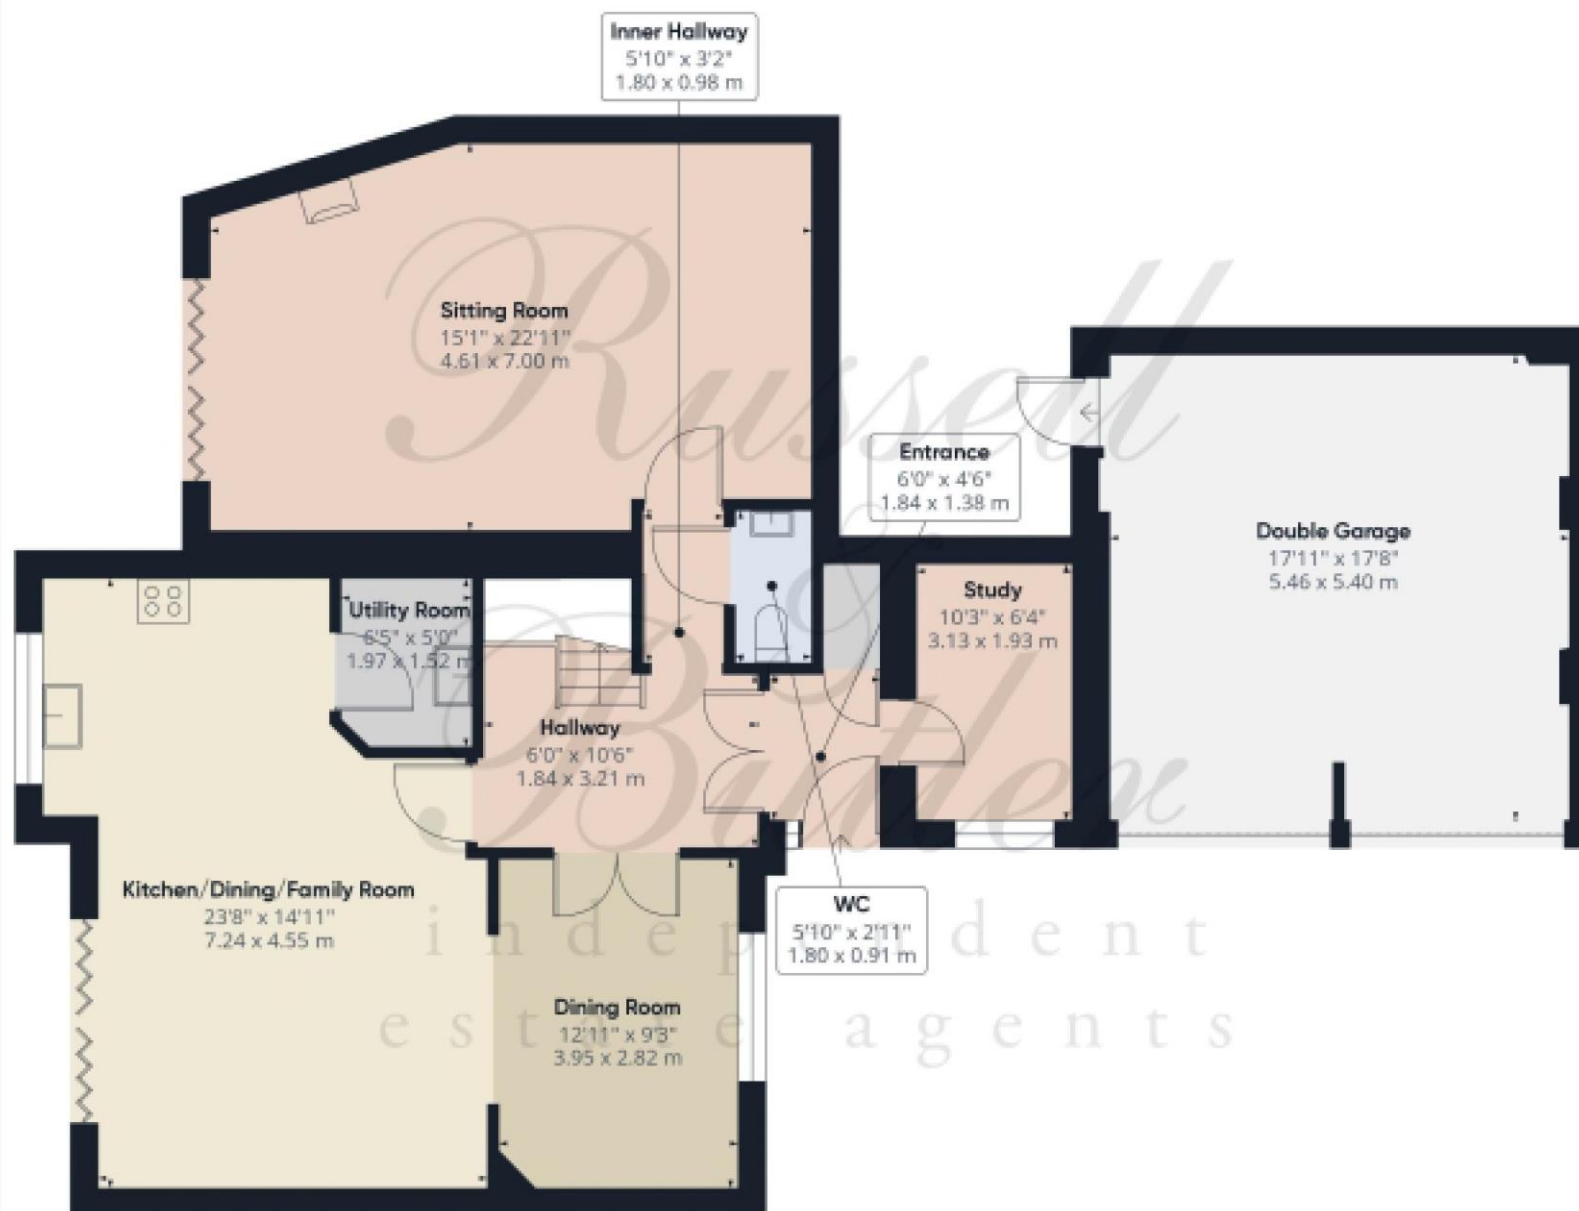 Inner Hallway
5'10" x 3'2"
1.80 x 0.98 m
Sitting Room
15'1" x 22'11"
4.61 x 7.00 m
Entrance
6'0" x 4'6"
1.84 x 1.38 m
Double Garage
17'11" x 17'8"
5.46 x 5.40 m
Study
10'3" x 6'4"
3.13 x 1.93 m
Utility Room
6'5" x 5'0"
1.97 x 1.52 m
Hallway
6'0" x 10'6"
1.84 x 3.21 m
Kitchen/Dining/Family Room
23'8" x 14'11"
7.24 x 4.55 m
WC
5'10" x 2'11"
1.80 x 0.91 m
Dining Room
12'11" x 9'3"
3.95 x 2.82 m
Russell
&
Butler
independent
estate agents